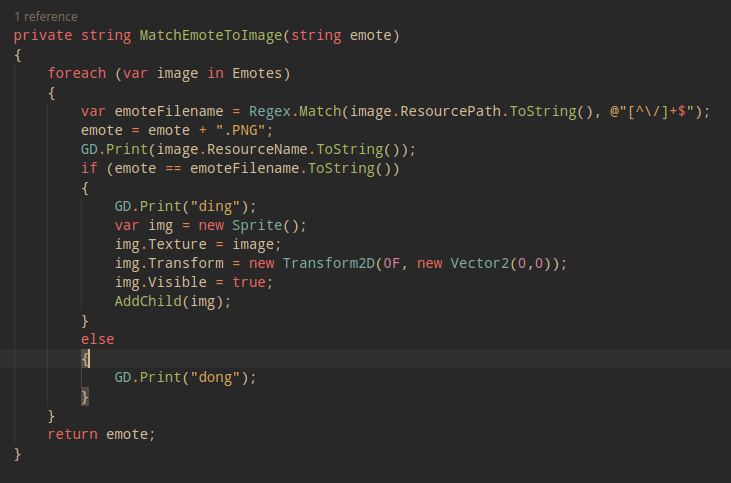 1 reference
private string MatchEmoteToImage(string emote)
{
    foreach (var image in Emotes)
    {
        var emoteFilename = Regex.Match(image.ResourcePath.ToString(), @"[^\/]+$");
        emote = emote + ".PNG";
        GD.Print(image.ResourceName.ToString());
        if (emote == emoteFilename.ToString())
        {
            GD.Print("ding");
            var img = new Sprite();
            img.Texture = image;
            img.Transform = new Transform2D(0F, new Vector2(0,0));
            img.Visible = true;
            AddChild(img);
        }
        else
        {
            GD.Print("dong");
        }
    }
    return emote;
}